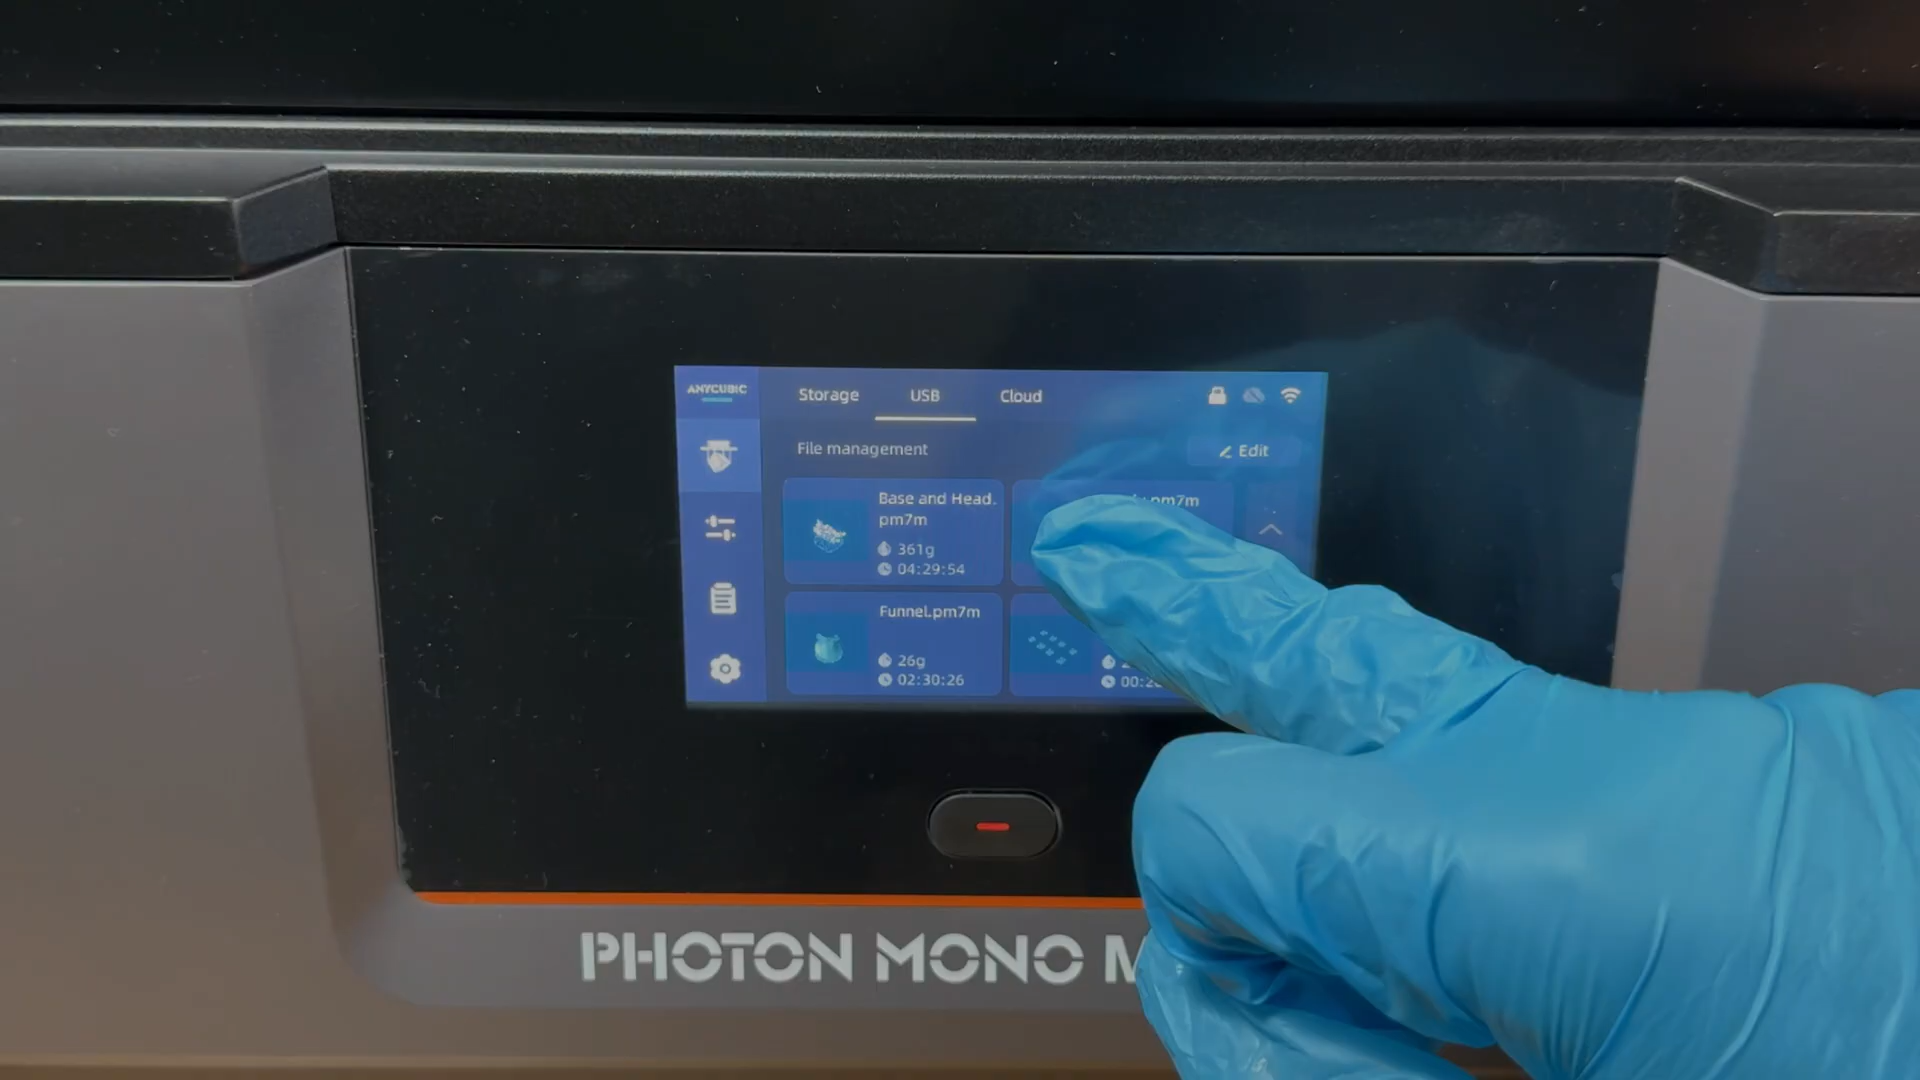 ANYCUBIC
Storage USB Cloud
File management
Edit
Base and Head.
pm7m
361g
04:29:54
.pm7m
Funnel.pm7m
26g
02:30:26
PHOTON MONO M